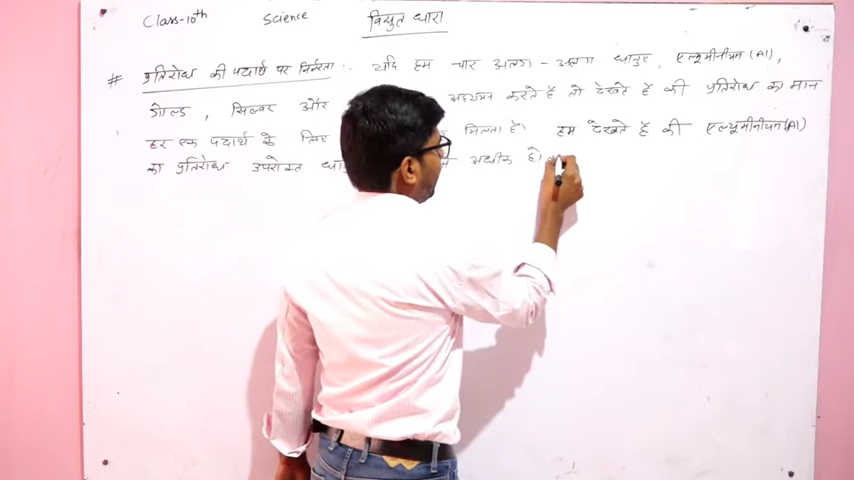 Class-10th Science विद्युत धारा
# प्रतिरोध की पदार्थ पर निर्भरता :- यदि हम चार अलग-अलग धातुए, एल्यूमीनीयम (Al),
गोल्ड, सिल्वर और अध्ययन करते है तो देखते है की प्रतिरोध का मान
हर एक पदार्थ के लिए मिलता है। हम देखते है की एल्यूमीनीयम (Al)
का प्रतिरोध उपरोक्त अधीक हो